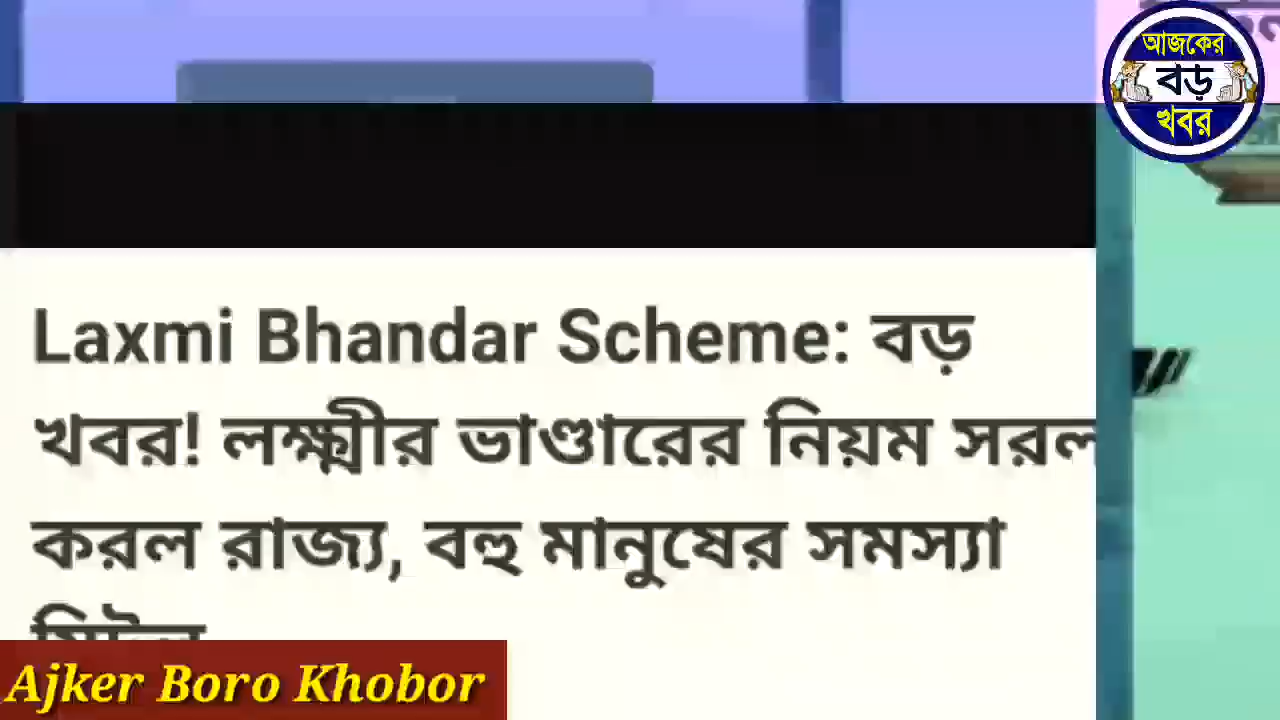 আজকের
বড়
খবর
Laxmi Bhandar Scheme: বড়
খবর! লক্ষ্মীর ভাণ্ডারের নিয়ম সরল
করল রাজ্য, বহু মানুষের সমস্যা
Ajker Boro Khobor